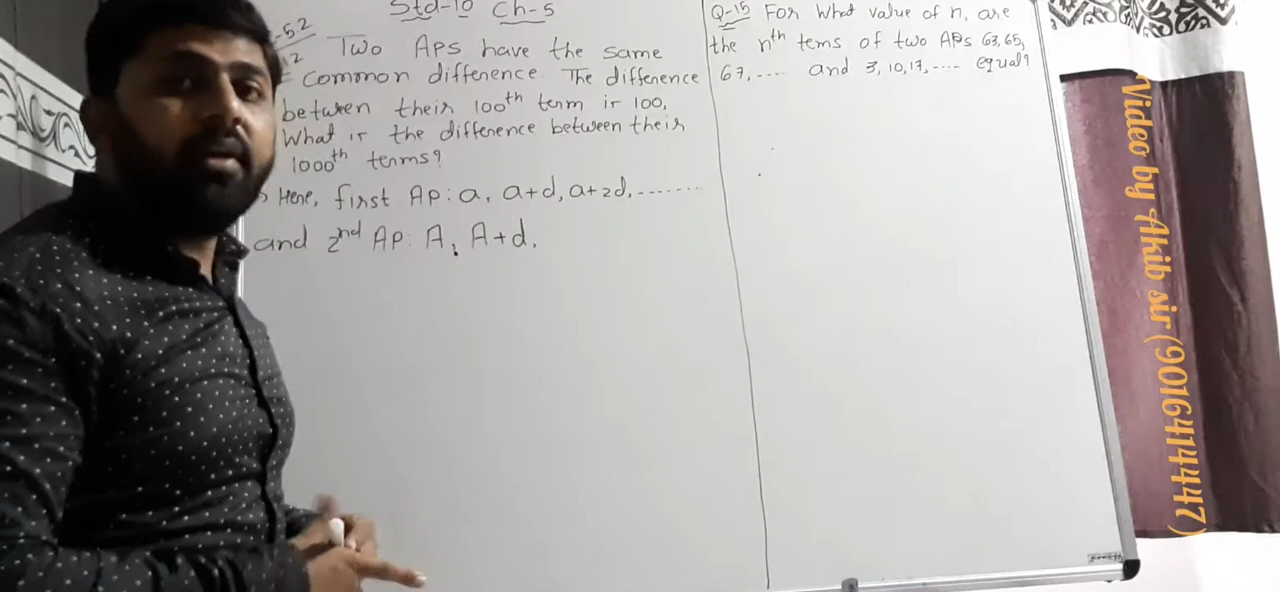 Std-10 Ch-5
-5.2
12 Two APs have the same
common difference. The difference
between their 100th term is 100,
What is the difference between their
1000th terms?
Here, first AP: a, a+d, a+2d, -------
and 2nd AP: A, A+d,
Q-15 For What value of n, are
the nth tems of two APs 63, 65,
67, ..... and 3, 10, 17, ..... equal?
Video by Akib sir (9016414447)